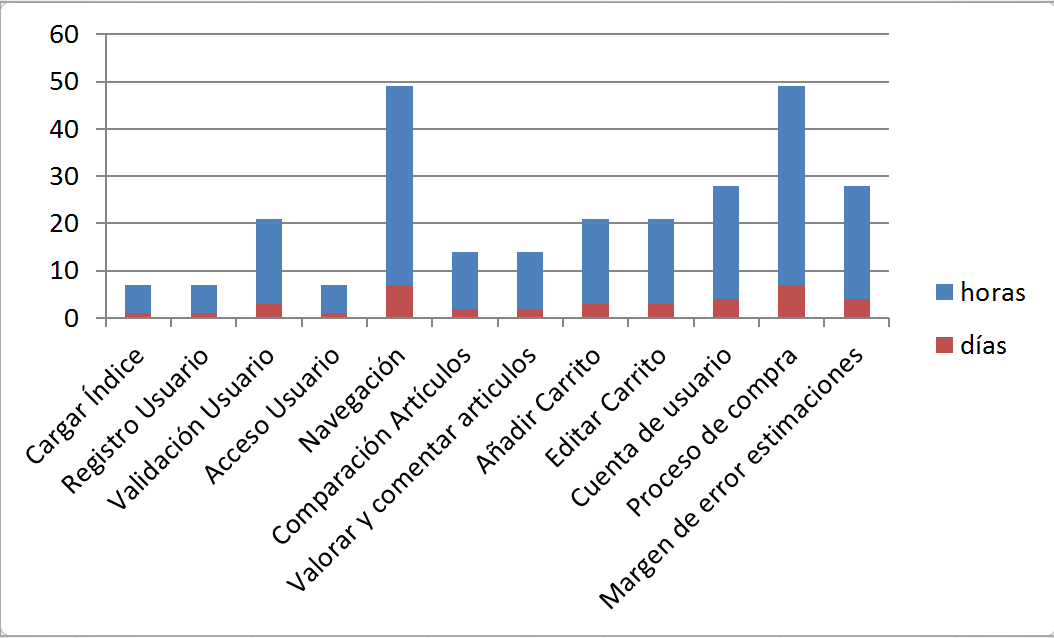 60
50
40
30
20
10
0
horas
días
Cargar Índice
Registro Usuario
Validación Usuario
Acceso Usuario
Navegación
Comparación Artículos
Valorar y comentar articulos
Añadir Carrito
Editar Carrito
Cuenta de usuario
Proceso de compra
Margen de error estimaciones